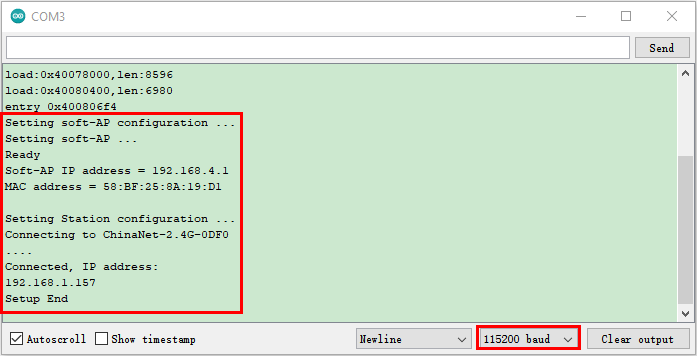 COM3
Send
load:0x40078000,len:8596
load:0x40080400,len:6980
entry 0x400806f4
Setting soft-AP configuration ...
Setting soft-AP ...
Ready
Soft-AP IP address = 192.168.4.1
MAC address = 58:BF:25:8A:19:D1
Setting Station configuration ...
Connecting to ChinaNet-2.4G-0DF0
....
Connected, IP address:
192.168.1.157
Setup End
Autoscroll Show timestamp Newline 115200 baud Clear output